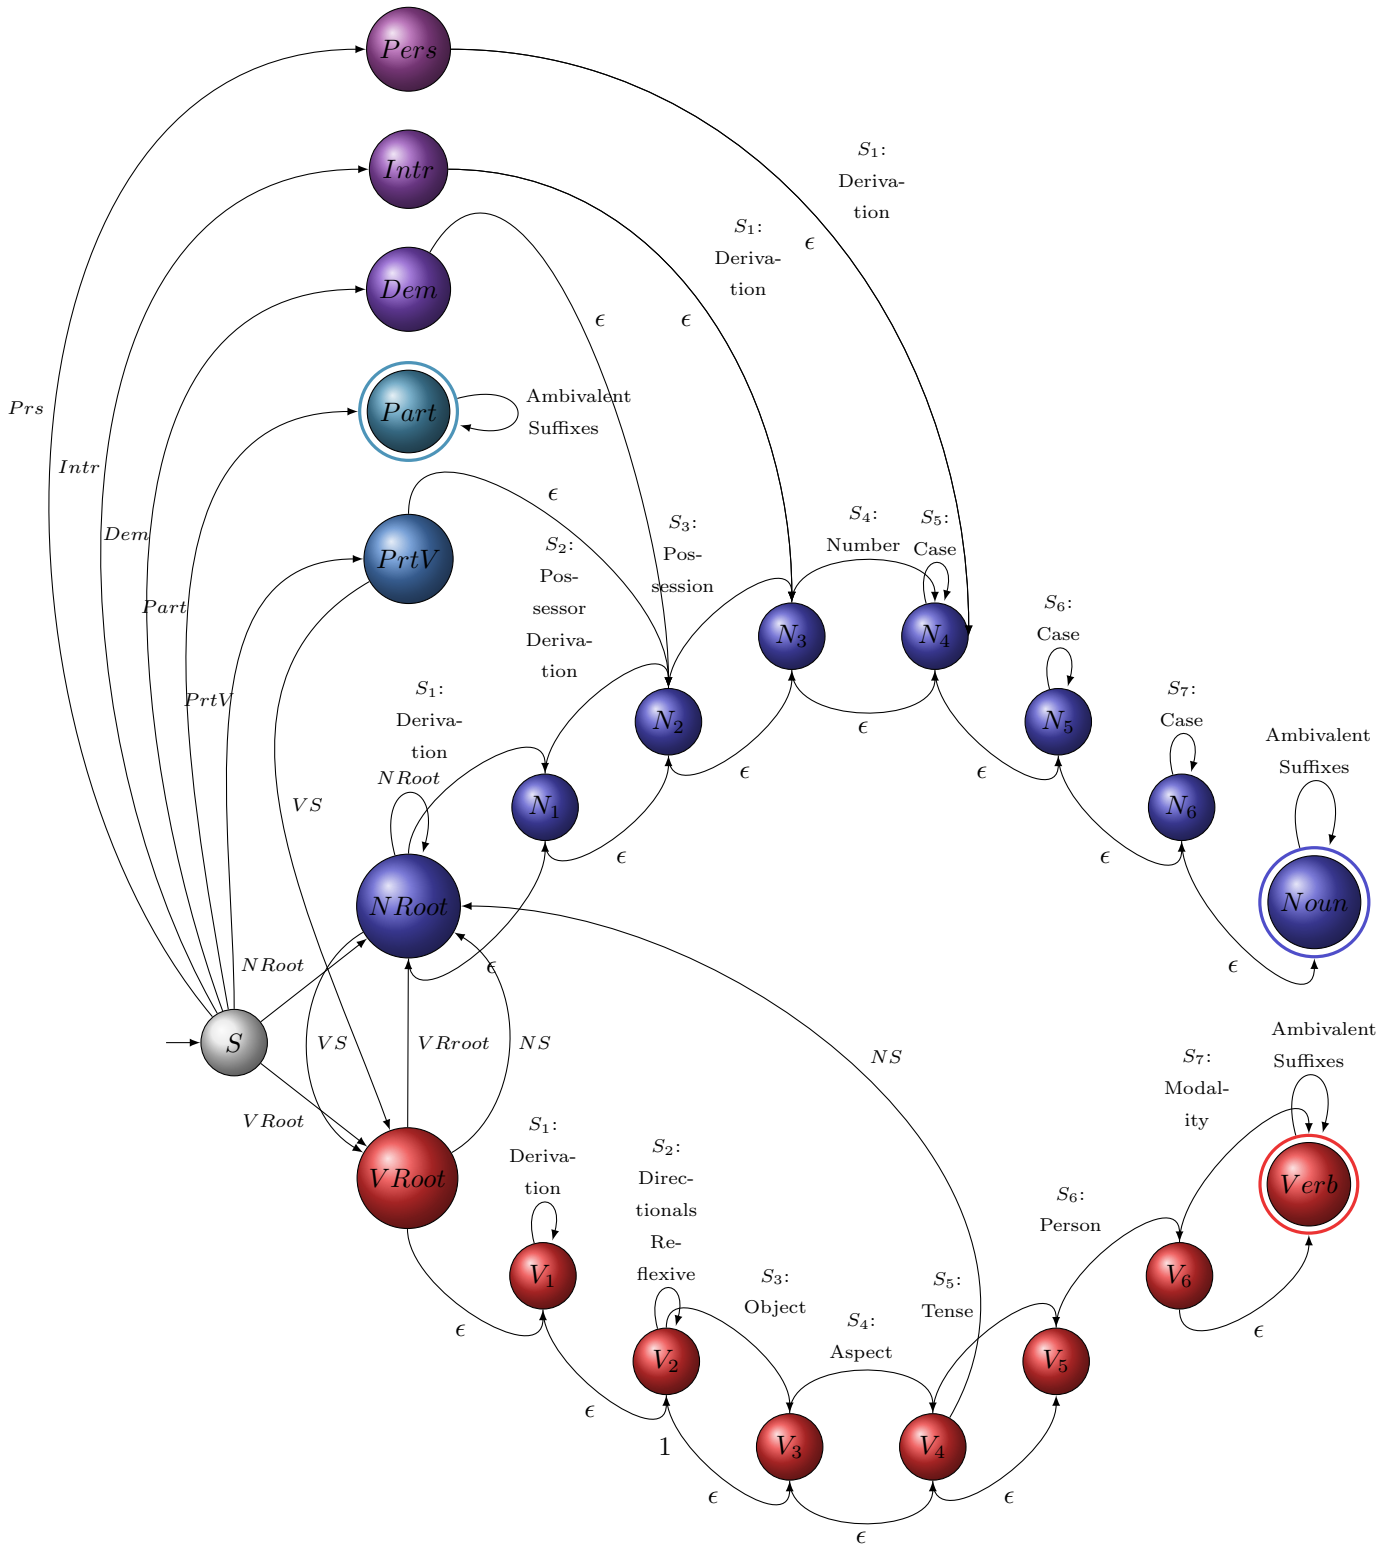 Pers
S₁:
Deriva-
tion
Intr
S₁:
Deriva-
tion
ϵ
Dem
ϵ
ϵ
Prs
Part
Ambivalent
Suffixes
Intr
ϵ
Dem
PrtV
S₂:
Pos-
sessor
Deriva-
tion
S₃:
Pos-
session
S₄:
Number
S₅:
Case
Part
N₃
N₄
S₆:
Case
PrtV
S₁:
Deriva-
tion
N₂
ϵ
N₅
S₇:
Case
Ambivalent
Suffixes
NRoot
ϵ
ϵ
VS
N₁
N₆
ϵ
ϵ
NRoot
Noun
NRoot
ϵ
ϵ
S
VS
VRroot
NS
NS
Ambivalent
Suffixes
S₇:
Modal-
ity
VRoot
S₁:
Deriva-
tion
S₂:
Direc-
tionals
Re-
flexive
VRoot
Verb
S₆:
Person
V₁
S₃:
Object
S₅:
Tense
V₆
ϵ
S₄:
Aspect
ϵ
V₂
V₅
ϵ
1
V₃
V₄
ϵ
ϵ
ϵ